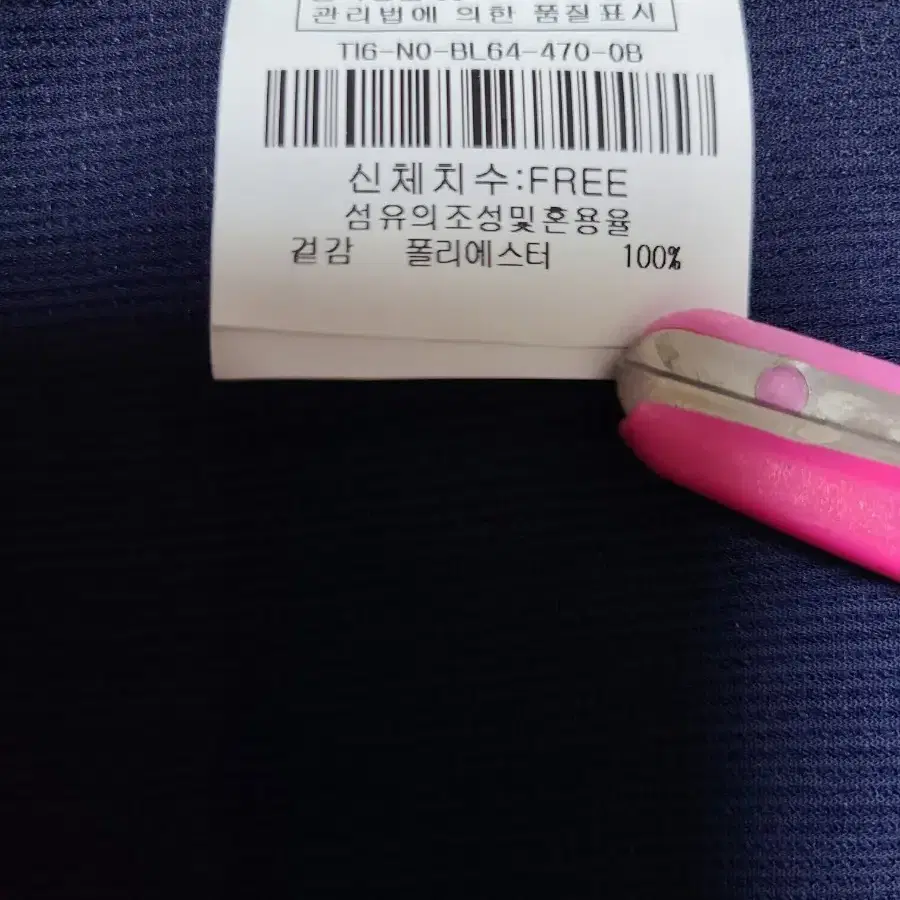 관리법에 의한 품질표시
TI6-N0-BL64-470-0B
신체치수:FREE
섬유의조성및혼용율
겉감 폴리에스터 100%